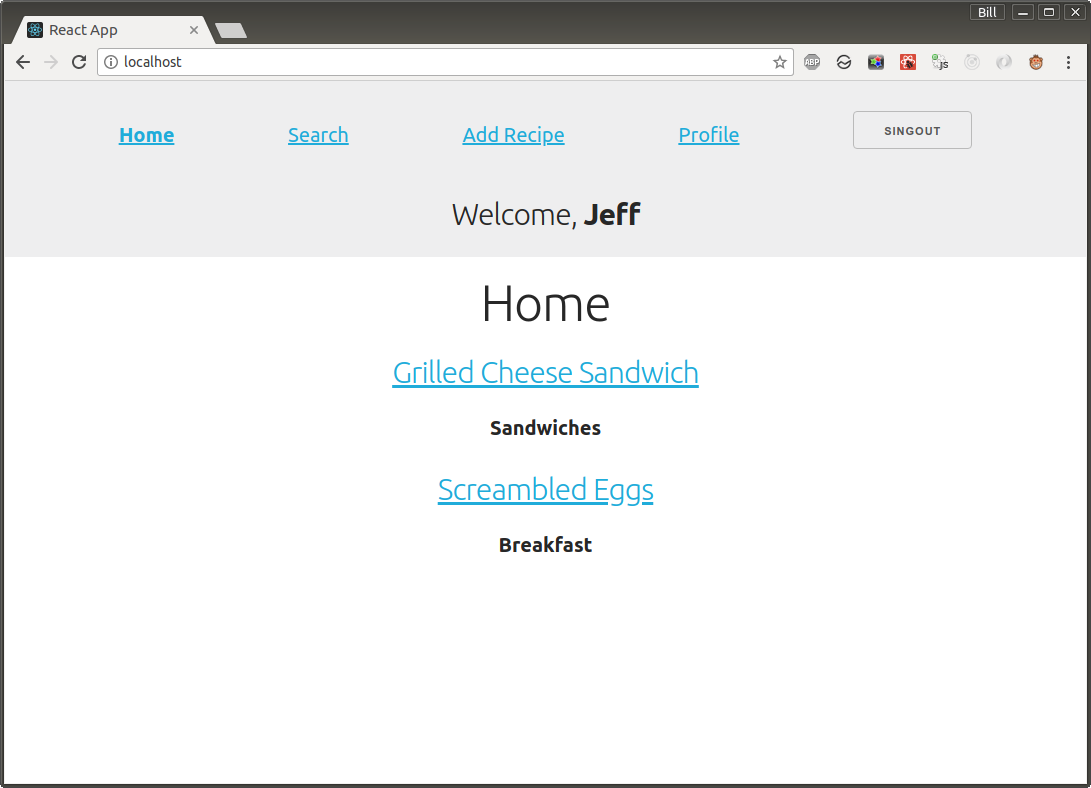 Bill
React App
localhost
ABP
JS
Home Search Add Recipe Profile SINGOUT
Welcome, Jeff
Home
Grilled Cheese Sandwich
Sandwiches
Screambled Eggs
Breakfast